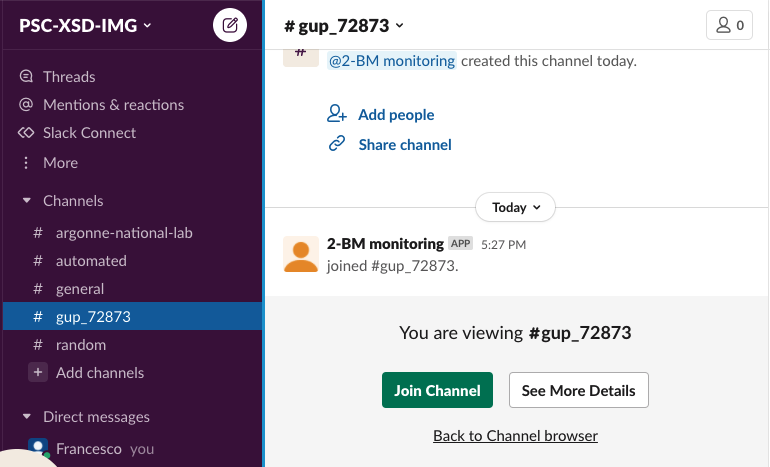 PSC-XSD-IMG
Threads
Mentions & reactions
Slack Connect
More
Channels
# argonne-national-lab
# automated
# general
# gup_72873
# random
+ Add channels
Direct messages
Francesco you
# gup_72873
0
#
@2-BM monitoring created this channel today.
Add people
Share channel
Today
2-BM monitoring APP 5:27 PM
joined #gup_72873.
You are viewing #gup_72873
Join Channel
See More Details
Back to Channel browser